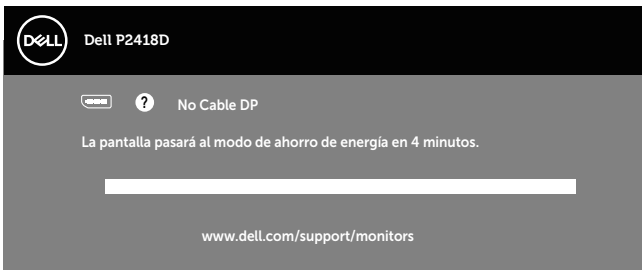 DELL Dell P2418D
? No Cable DP
La pantalla pasará al modo de ahorro de energía en 4 minutos.
www.dell.com/support/monitors